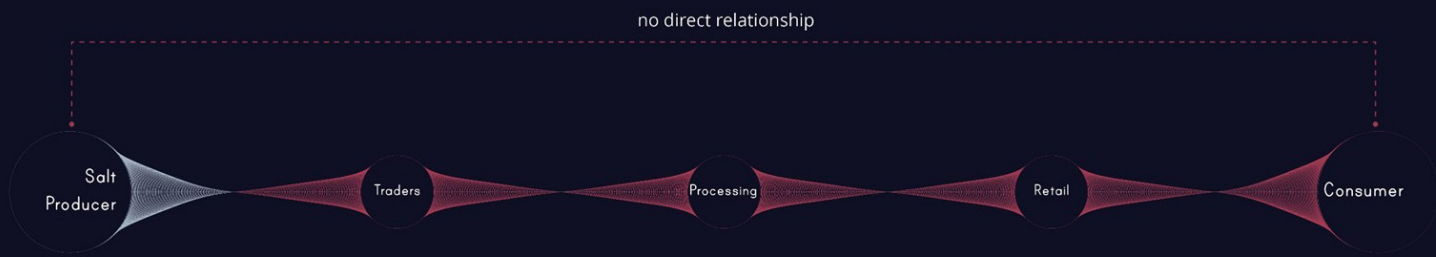 no direct relationship
Salt
Producer
Traders
Processing
Retail
Consumer